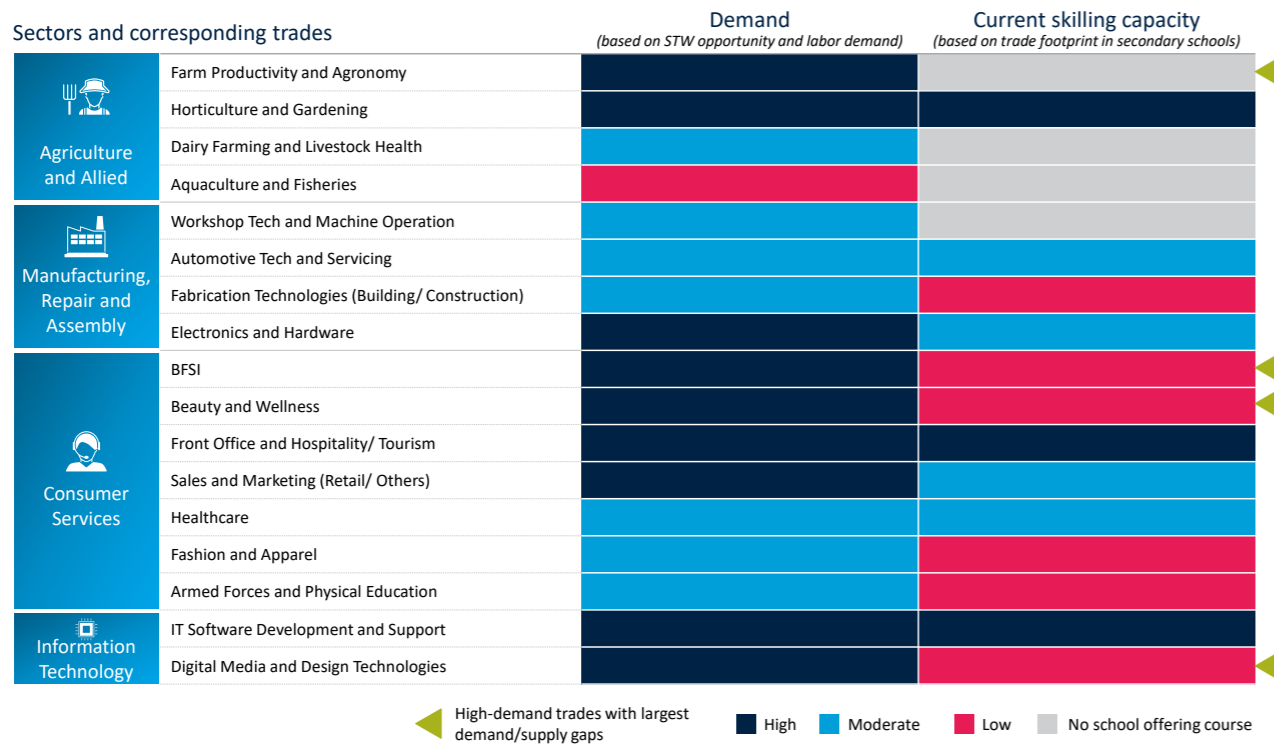 Sectors and corresponding trades
Demand
(based on STW opportunity and labor demand)
Current skilling capacity
(based on trade footprint in secondary schools)
Agriculture
and Allied
Farm Productivity and Agronomy
Horticulture and Gardening
Dairy Farming and Livestock Health
Aquaculture and Fisheries
Manufacturing,
Repair and
Assembly
Workshop Tech and Machine Operation
Automotive Tech and Servicing
Fabrication Technologies (Building/ Construction)
Electronics and Hardware
Consumer
Services
BFSI
Beauty and Wellness
Front Office and Hospitality/ Tourism
Sales and Marketing (Retail/ Others)
Healthcare
Fashion and Apparel
Armed Forces and Physical Education
Information
Technology
IT Software Development and Support
Digital Media and Design Technologies
High-demand trades with largest
demand/supply gaps
High
Moderate
Low
No school offering course